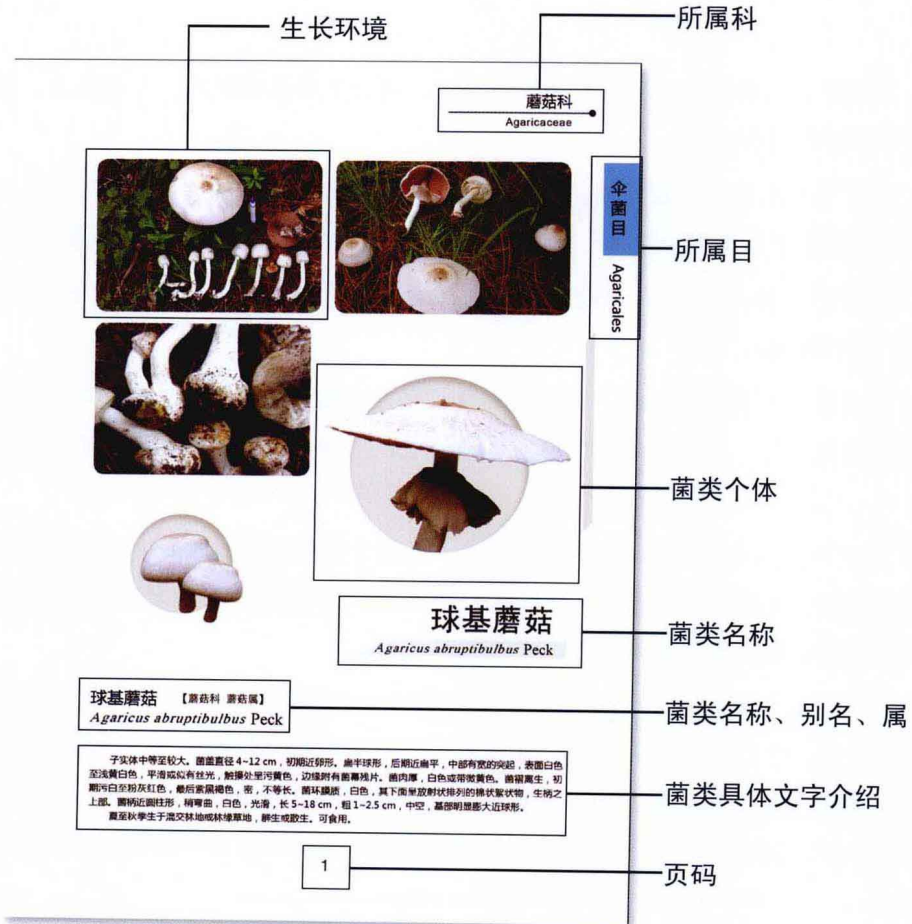 生长环境
所属科
蘑菇科
Agaricaceae
伞菌目
Agaricales
所属目
菌类个体
球基蘑菇
Agaricus abruptibulbus Peck
菌类名称
球基蘑菇 【蘑菇科 蘑菇属】
Agaricus abruptibulbus Peck
菌类名称、别名、属
子实体中等至较大。菌盖直径 4~12 cm，初期近卵形，扁半球形，后期近扁平，中部有宽的突起，表面白色
至浅黄白色，平滑或似有丝光，触摸处呈污黄色，边缘附有菌幕残片。菌肉厚，白色或带微黄色。菌褶离生，初
期污白至粉灰红色，最后紫黑褐色，密，不等长。菌环膜质，白色，其下面呈放射状排列的棉状絮状物，生柄之
上部。菌柄近圆柱形，稍弯曲，白色，光滑，长 5~18 cm，粗 1~2.5 cm，中空，基部明显膨大近球形。
夏至秋季生于混交林地或林缘草地，群生或散生。可食用。
菌类具体文字介绍
1
页码